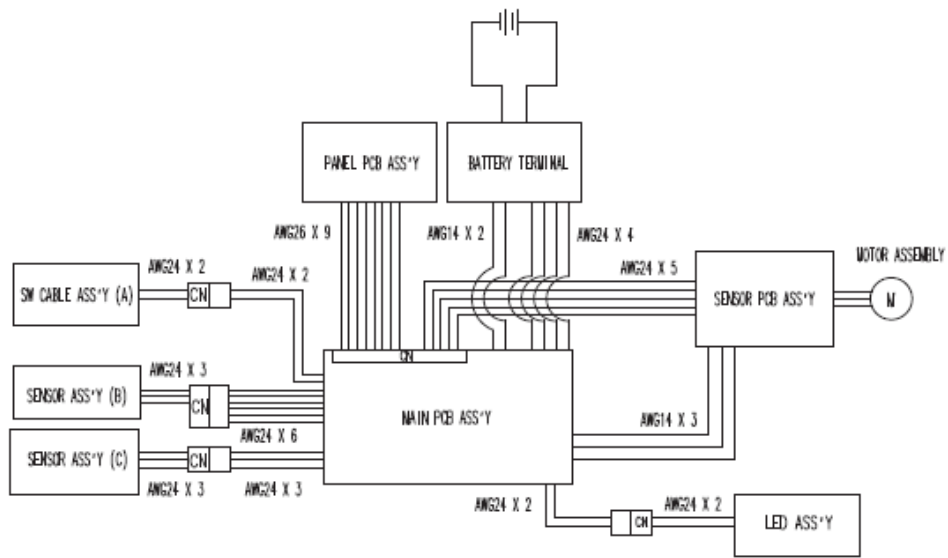 PANEL PCB ASS'Y
BATTERY TERMINAL
AWG26 X 9
AWG14 X 2
AWG24 X 4
AWG24 X 2
AWG24 X 2
AWG24 X 5
MOTOR ASSEMBLY
SW CABLE ASS'Y (A)
CN
SENSOR PCB ASS'Y
M
CN
AWG24 X 3
SENSOR ASS'Y (B)
CN
MAIN PCB ASS'Y
AWG14 X 3
AWG24 X 6
SENSOR ASS'Y (C)
CN
AWG24 X 3
AWG24 X 3
AWG24 X 2
AWG24 X 2
CN
LED ASS'Y